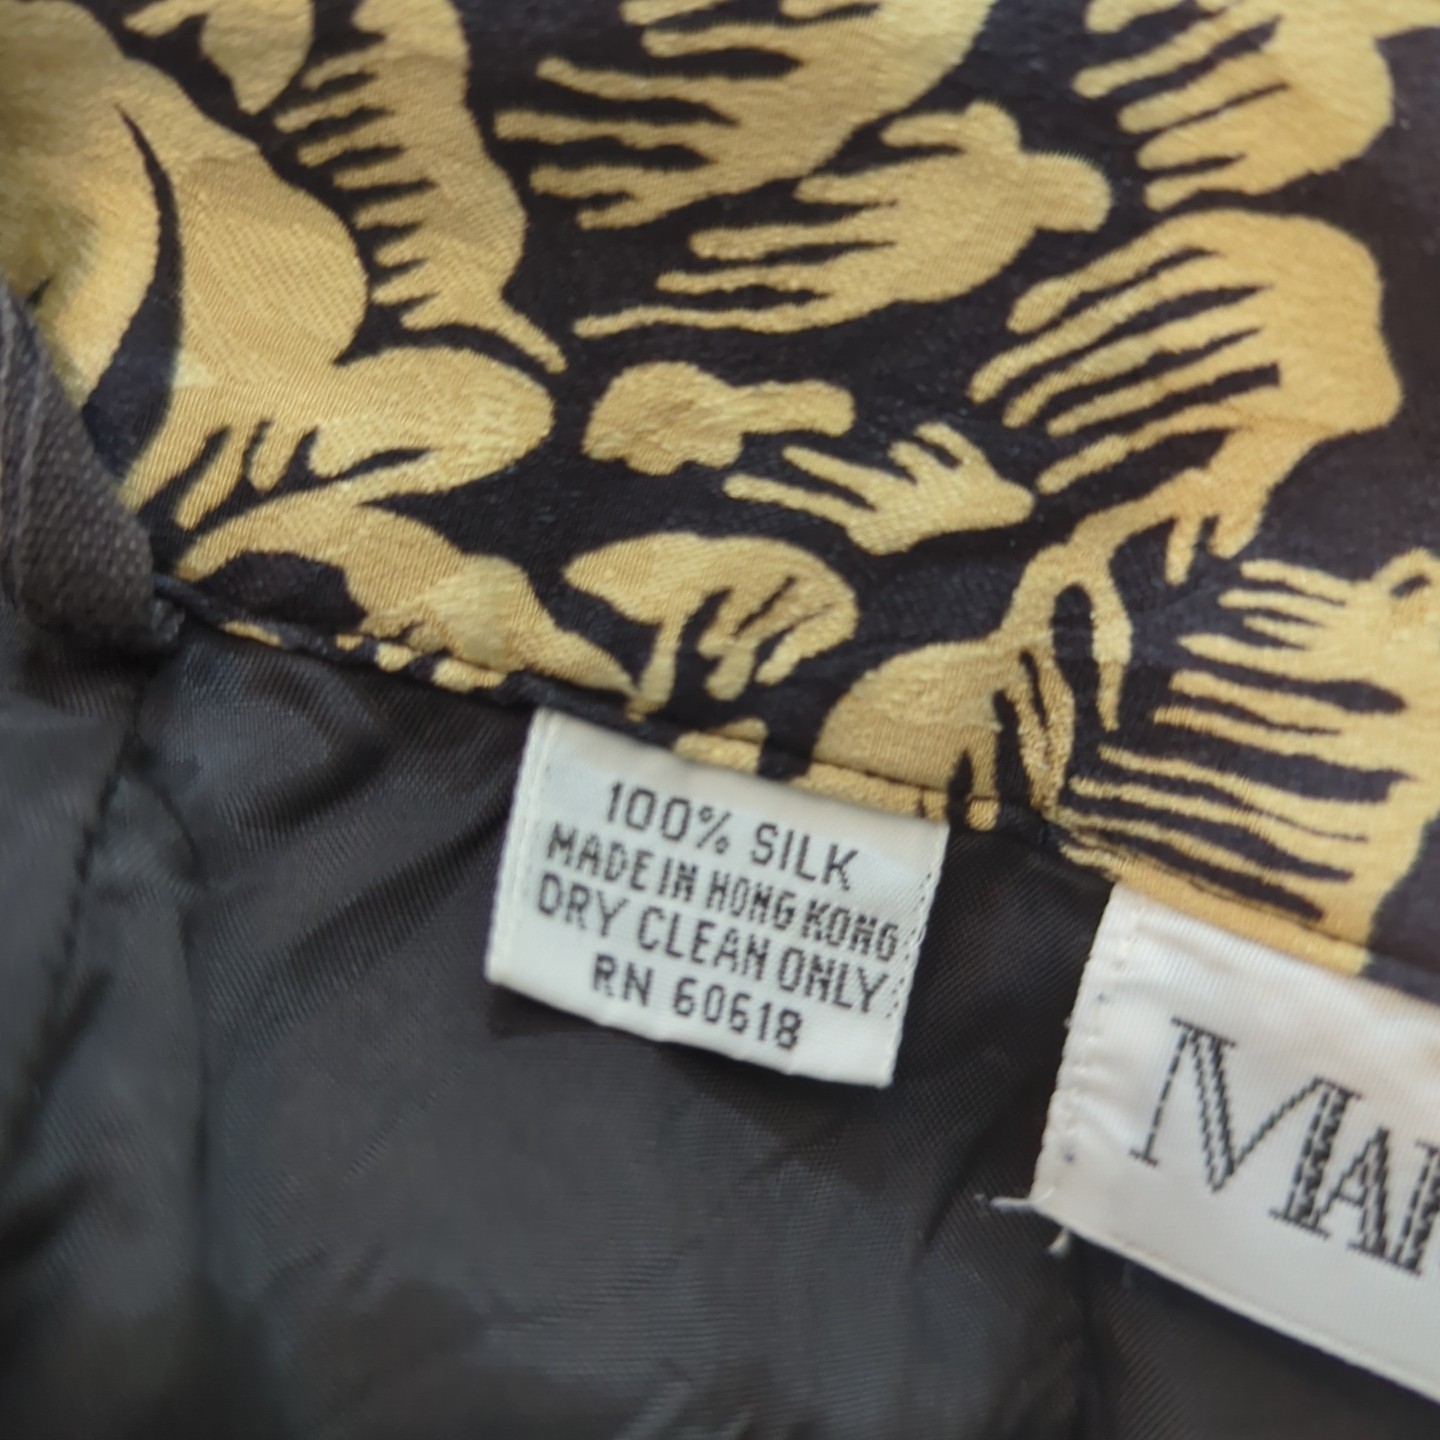 100% SILK
MADE IN HONG KONG
DRY CLEAN ONLY
RN 60618